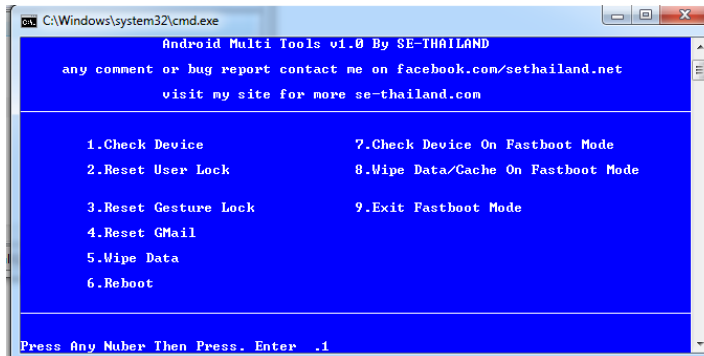 C:\Windows\system32\cmd.exe
Android Multi Tools v1.0 By SE-THAILAND
any comment or bug report contact me on facebook.com/sethailand.net
visit my site for more se-thailand.com
1.Check Device 7.Check Device On Fastboot Mode
2.Reset User Lock 8.Wipe Data/Cache On Fastboot Mode
3.Reset Gesture Lock 9.Exit Fastboot Mode
4.Reset GMail
5.Wipe Data
6.Reboot
Press Any Nuber Then Press. Enter .1